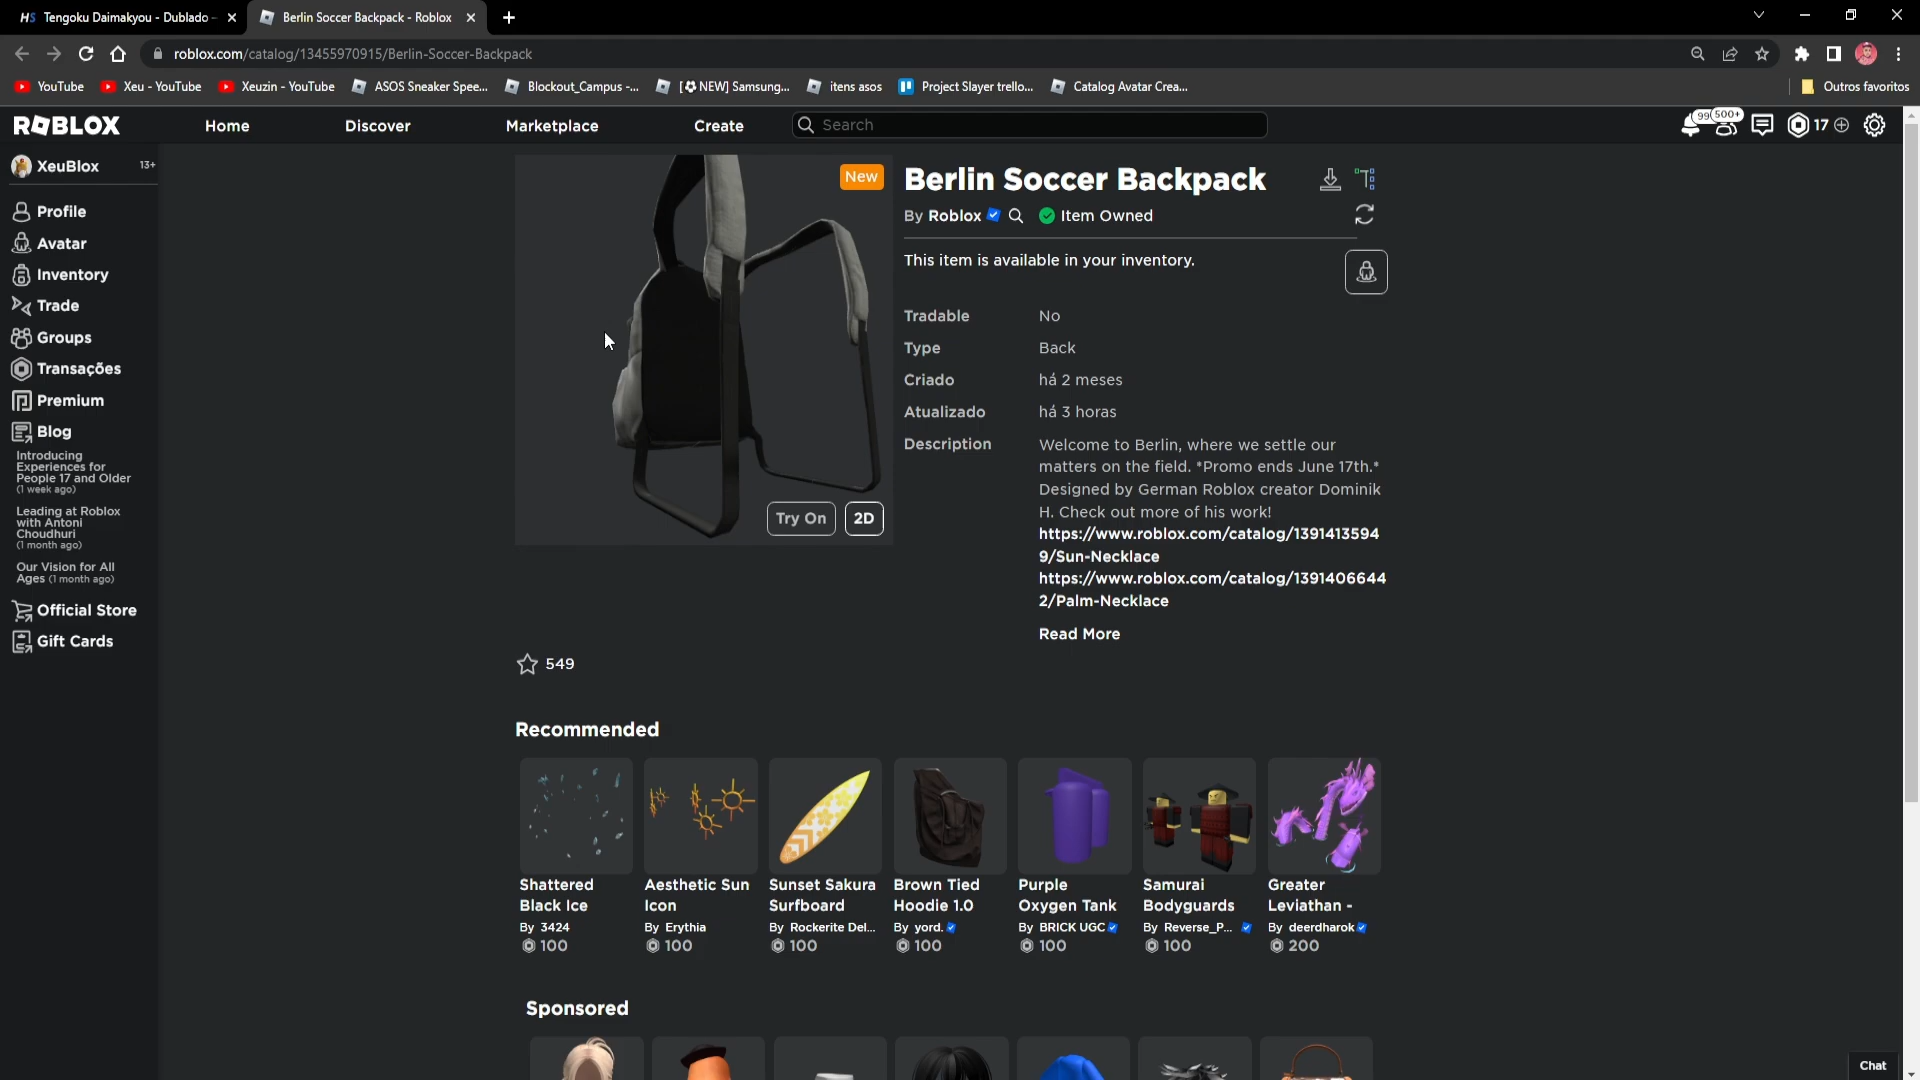 HS Tengoku Daimakyou - Dublado -
Berlin Soccer Backpack - Roblox
roblox.com/catalog/13455970915/Berlin-Soccer-Backpack
YouTube
Xeu - YouTube
Xeuzin - YouTube
ASOS Sneaker Spee...
Blockout_Campus -...
[⚽NEW] Samsung...
itens asos
Project Slayer trello...
Catalog Avatar Crea...
Outros favoritos
ROBLOX
Home
Discover
Marketplace
Create
Search
99
500+
17
XeuBlox
13+
Profile
Avatar
Inventory
Trade
Groups
Transações
Premium
Blog
Introducing
Experiences for
People 17 and Older
(1 week ago)
Leading at Roblox
with Antoni
Choudhuri
(1 month ago)
Our Vision for All
Ages (1 month ago)
Official Store
Gift Cards
New
Try On
2D
549
Berlin Soccer Backpack
By Roblox
Item Owned
This item is available in your inventory.
Tradable
No
Type
Back
Criado
há 2 meses
Atualizado
há 3 horas
Description
Welcome to Berlin, where we settle our
matters on the field. *Promo ends June 17th.*
Designed by German Roblox creator Dominik
H. Check out more of his work!
https://www.roblox.com/catalog/1391413594
9/Sun-Necklace
https://www.roblox.com/catalog/1391406644
2/Palm-Necklace
Read More
Recommended
Shattered
Black Ice
By 3424
100
Aesthetic Sun
Icon
By Erythia
100
Sunset Sakura
Surfboard
By Rockerite Del...
100
Brown Tied
Hoodie 1.0
By yord.
100
Purple
Oxygen Tank
By BRICK UGC
100
Samurai
Bodyguards
By Reverse_P...
100
Greater
Leviathan -
By deerdharok
200
Sponsored
Chat